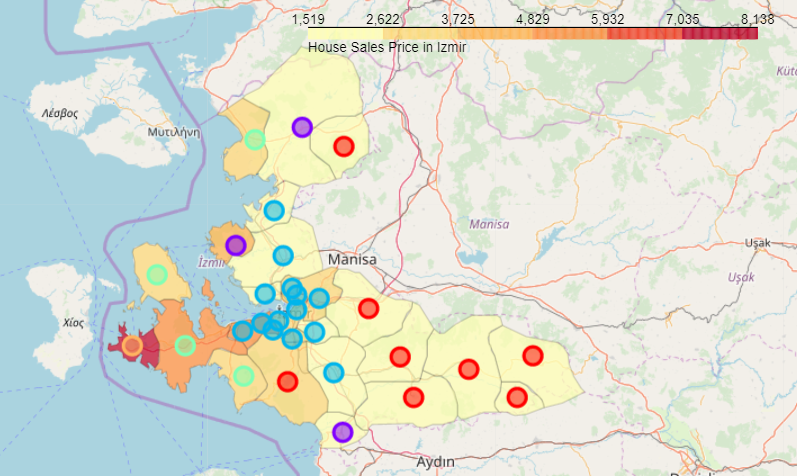 1,519 2,622 3,725 4,829 5,932 7,035 8,138
House Sales Price in Izmir
Küta
Λέσβος
Μυτιλήνη
Manisa
Uşak
Manisa
İzmir
Uşak
Χίος
Aydın